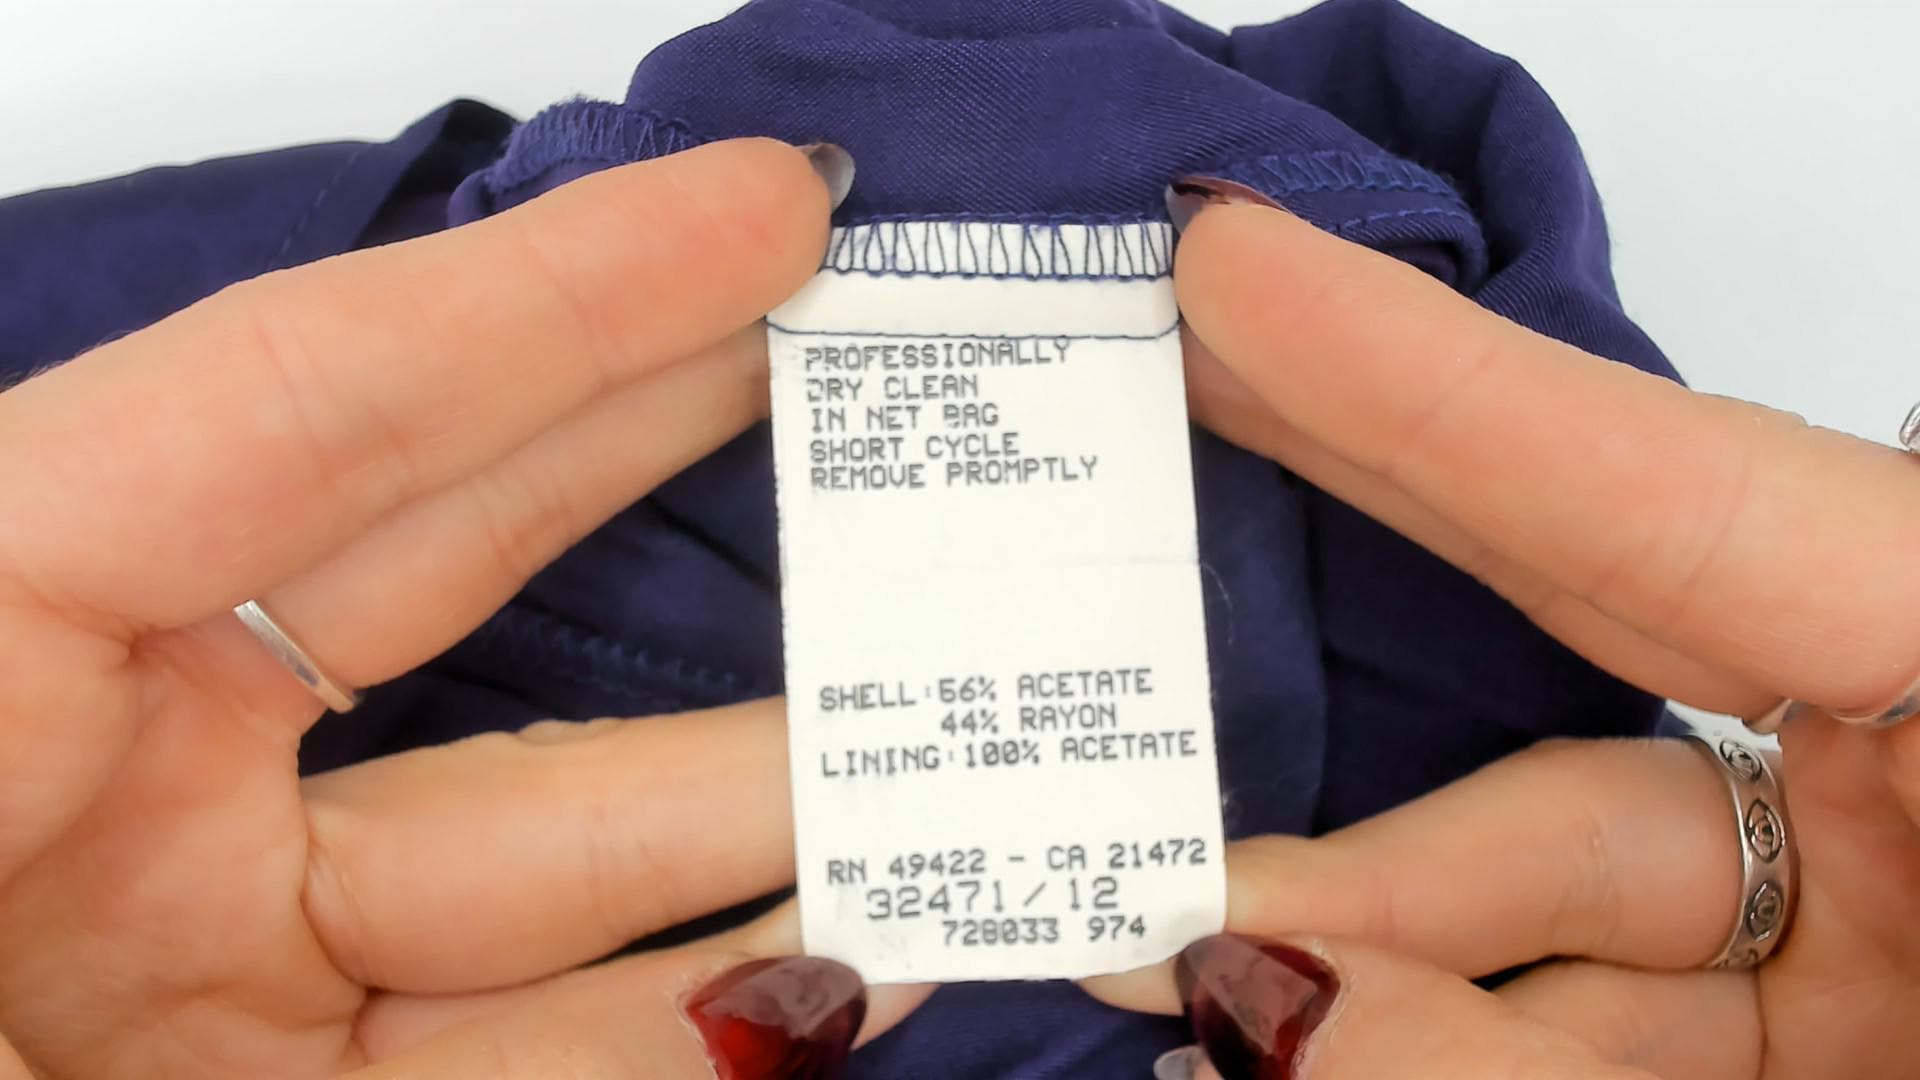 PROFESSIONALLY
DRY CLEAN
IN NET BAG
SHORT CYCLE
REMOVE PROMPTLY
SHELL:56% ACETATE
44% RAYON
LINING:100% ACETATE
RN 49422 - CA 21472
32471/12
728033 974